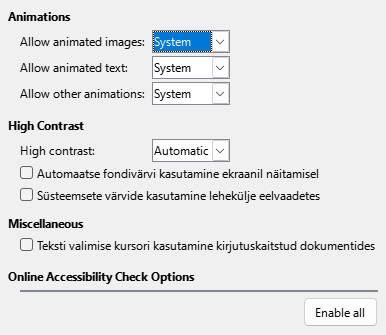 Animations
Allow animated images: System
Allow animated text: System
Allow other animations: System
High Contrast
High contrast: Automatic
Automaatse fondivärvi kasutamine ekraanil näitamisel
Süsteemsete värvide kasutamine lehekülje eelvaadetes
Miscellaneous
Teksti valimise kursori kasutamine kirjutuskaitstud dokumentides
Online Accessibility Check Options
Enable all